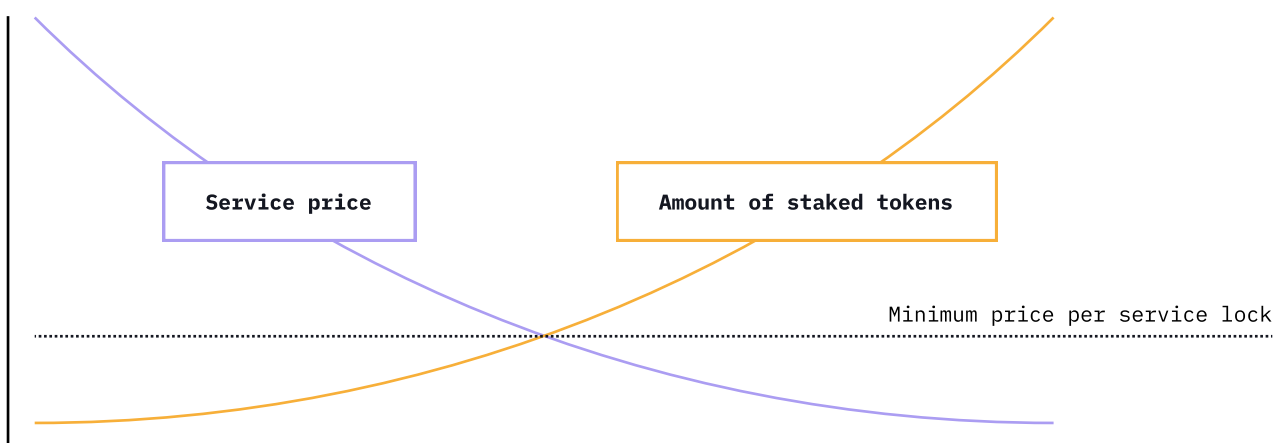 Service price
Amount of staked tokens
Minimum price per service lock